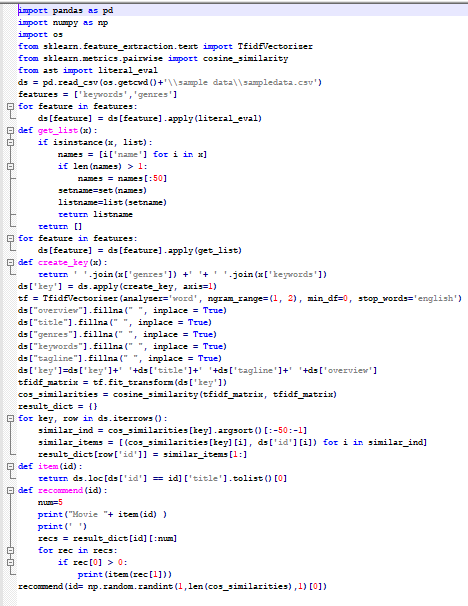 import pandas as pd
import numpy as np
import os
from sklearn.feature_extraction.text import TfidfVectoriser
from sklearn.metrics.pairwise import cosine_similarity
from ast import literal_eval
ds = pd.read_csv(os.getcwd()+'\\sample data\\sampledata.csv')
features = ['keywords','genres']
for feature in features:
    ds[feature] = ds[feature].apply(literal_eval)
def get_list(x):
    if isinstance(x, list):
        names = [i['name'] for i in x]
        if len(names) > 1:
            names = names[:50]
        setname=set(names)
        listname=list(setname)
        return listname
    return []
for feature in features:
    ds[feature] = ds[feature].apply(get_list)
def create_key(x):
    return ' '.join(x['genres']) +' '+ ' '.join(x['keywords'])
ds['key'] = ds.apply(create_key, axis=1)
tf = TfidfVectoriser(analyser='word', ngram_range=(1, 2), min_df=0, stop_words='english')
ds["overview"].fillna(" ", inplace = True)
ds["title"].fillna(" ", inplace = True)
ds["genres"].fillna(" ", inplace = True)
ds["keywords"].fillna(" ", inplace = True)
ds["tagline"].fillna(" ", inplace = True)
ds['key']=ds['key']+' '+ds['title']+' '+ds['tagline']+' '+ds['overview']
tfidf_matrix = tf.fit_transform(ds['key'])
cos_similarities = cosine_similarity(tfidf_matrix, tfidf_matrix)
result_dict = {}
for key, row in ds.iterrows():
    similar_ind = cos_similarities[key].argsort()[:-50:-1]
    similar_items = [(cos_similarities[key][i], ds['id'][i]) for i in similar_ind]
    result_dict[row['id']] = similar_items[1:]
def item(id):
    return ds.loc[ds['id'] == id]['title'].tolist()[0]
def recommend(id):
    num=5
    print("Movie "+ item(id) )
    print(' ')
    recs = result_dict[id][:num]
    for rec in recs:
        if rec[0] > 0:
            print(item(rec[1]))
recommend(id= np.random.randint(1,len(cos_similarities),1)[0])